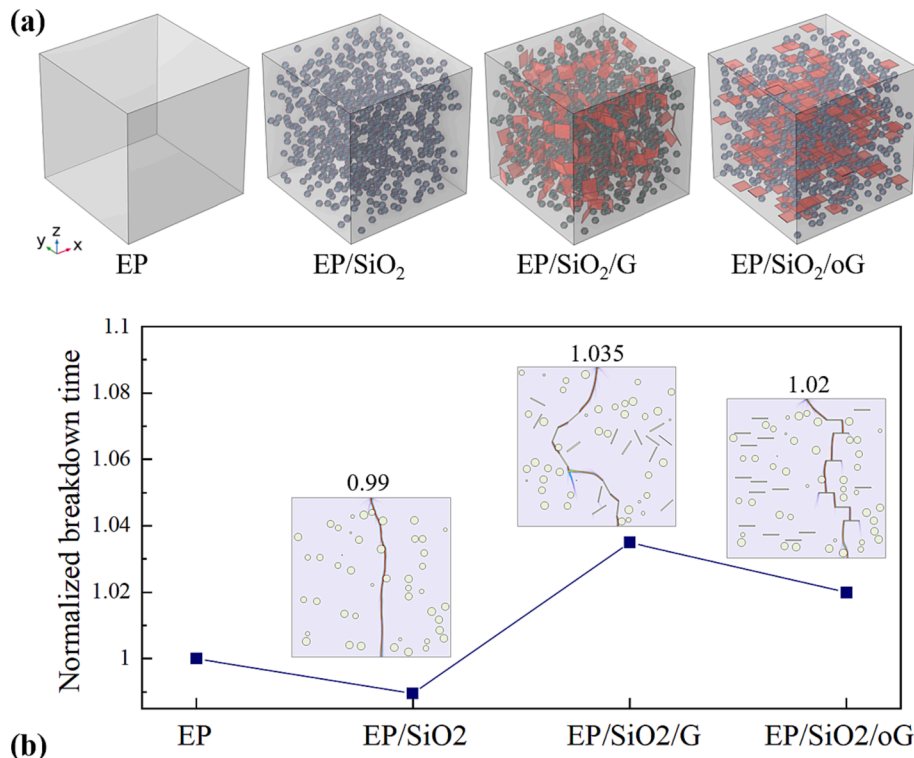 (a)
z
y x
EP
EP/SiO₂
EP/SiO₂/G
EP/SiO₂/oG
Normalized breakdown time
1.1
1.08
1.06
1.04
1.02
1
0.99
1.035
1.02
EP
EP/SiO2
EP/SiO2/G
EP/SiO2/oG
(b)